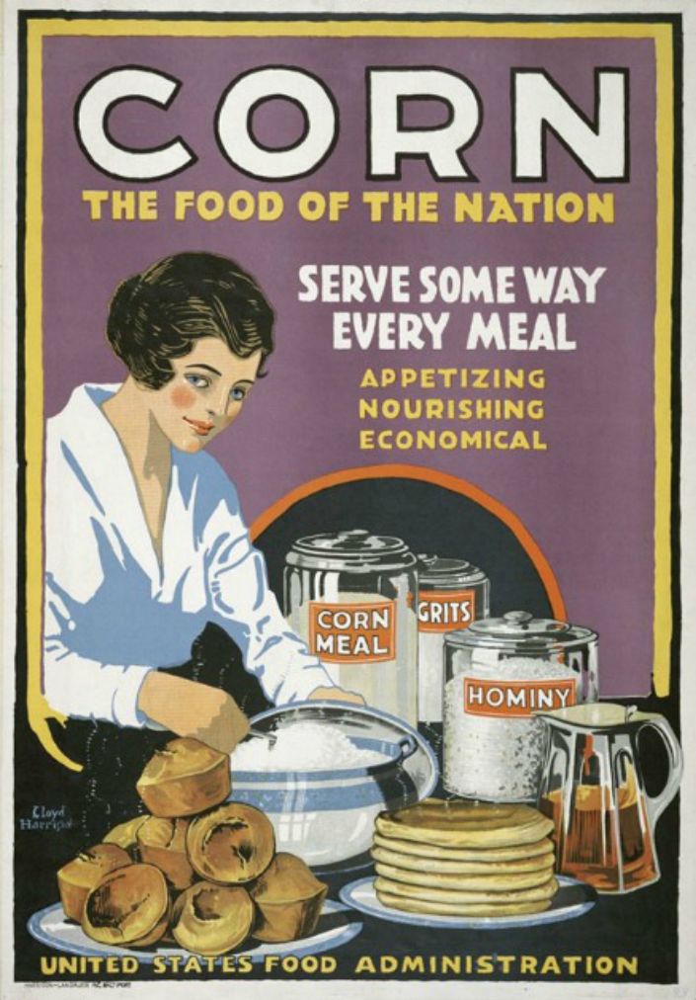 CORN
THE FOOD OF THE NATION
SERVE SOME WAY
EVERY MEAL
APPETIZING
NOURISHING
ECONOMICAL
CORN
MEAL
GRITS
HOMINY
Lloyd
Harrison
UNITED STATES FOOD ADMINISTRATION